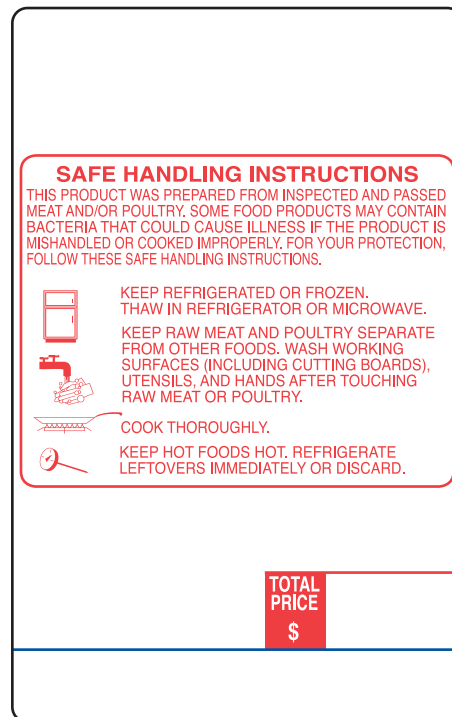 SAFE HANDLING INSTRUCTIONS
THIS PRODUCT WAS PREPARED FROM INSPECTED AND PASSED
MEAT AND/OR POULTRY. SOME FOOD PRODUCTS MAY CONTAIN
BACTERIA THAT COULD CAUSE ILLNESS IF THE PRODUCT IS
MISHANDLED OR COOKED IMPROPERLY. FOR YOUR PROTECTION,
FOLLOW THESE SAFE HANDLING INSTRUCTIONS.
KEEP REFRIGERATED OR FROZEN.
THAW IN REFRIGERATOR OR MICROWAVE.
KEEP RAW MEAT AND POULTRY SEPARATE
FROM OTHER FOODS. WASH WORKING
SURFACES (INCLUDING CUTTING BOARDS),
UTENSILS, AND HANDS AFTER TOUCHING
RAW MEAT OR POULTRY.
COOK THOROUGHLY.
KEEP HOT FOODS HOT. REFRIGERATE
LEFTOVERS IMMEDIATELY OR DISCARD.
TOTAL
PRICE
$